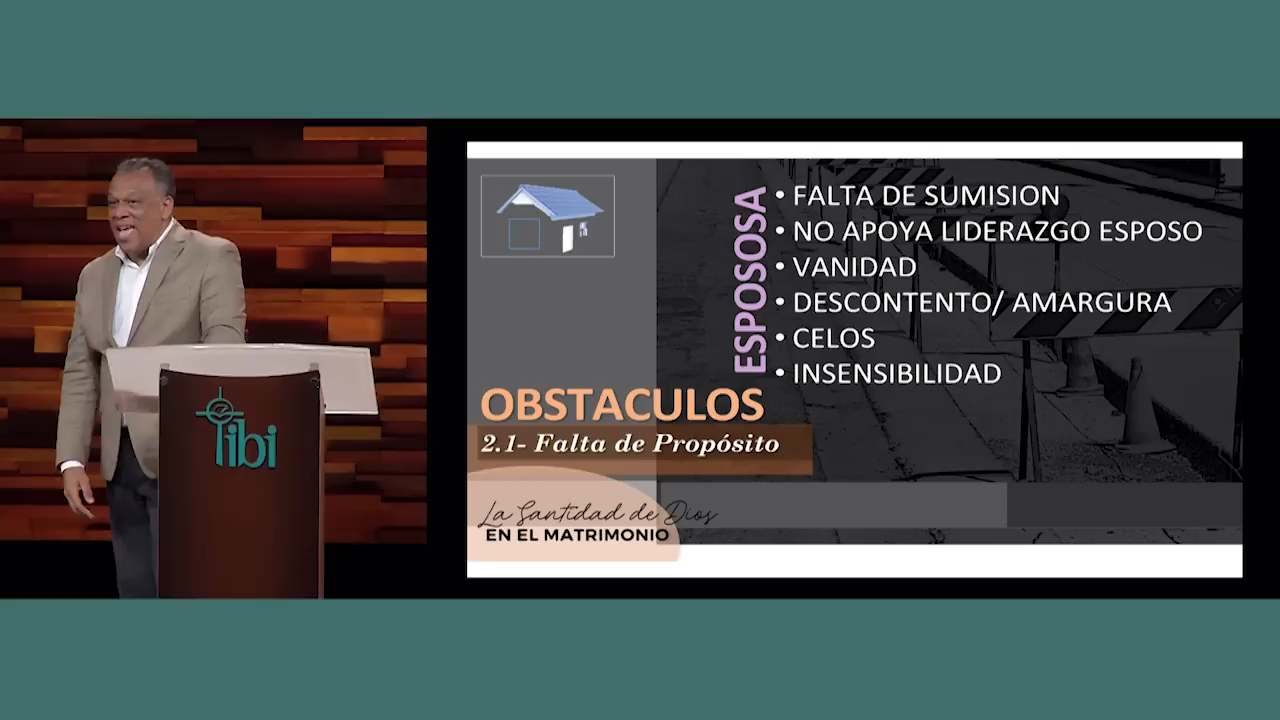 ibi
ESPOSOSA
• FALTA DE SUMISION
• NO APOYA LIDERAZGO ESPOSO
• VANIDAD
• DESCONTENTO/ AMARGURA
• CELOS
• INSENSIBILIDAD
OBSTACULOS
2.1- Falta de Propósito
La Santidad de Dios
EN EL MATRIMONIO